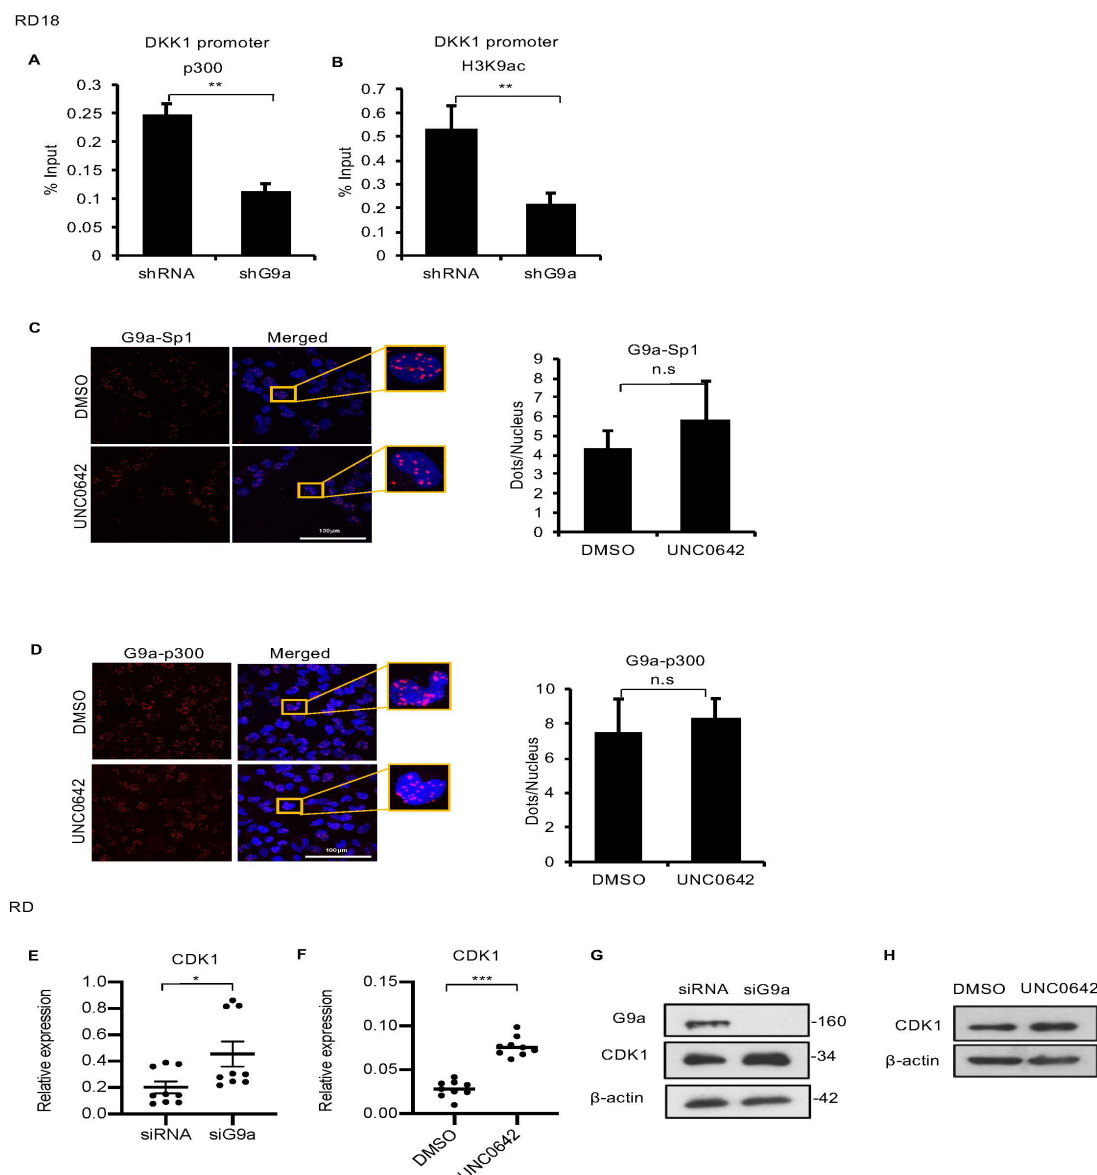 RD18
A
DKK1 promoter
p300
**
% Input
0.3
0.25
0.2
0.15
0.1
0.05
0
shRNA
shG9a
B
DKK1 promoter
H3K9ac
**
% Input
0.7
0.6
0.5
0.4
0.3
0.2
0.1
0
shRNA
shG9a
C
G9a-Sp1
Merged
DMSO
UNC0642
100µm
G9a-Sp1
n.s
Dots/Nucleus
9
8
7
6
5
4
3
2
1
0
DMSO
UNC0642
D
G9a-p300
Merged
DMSO
UNC0642
100µm
G9a-p300
n.s
Dots/Nucleus
10
8
6
4
2
0
DMSO
UNC0642
RD
E
CDK1
*
Relative expression
1.0
0.8
0.6
0.4
0.2
0.0
siRNA
siG9a
F
CDK1
***
Relative expression
0.15
0.10
0.05
0.00
DMSO
UNC0642
G
siRNA
siG9a
G9a
-160
CDK1
-34
β-actin
-42
H
DMSO
UNC0642
CDK1
β-actin